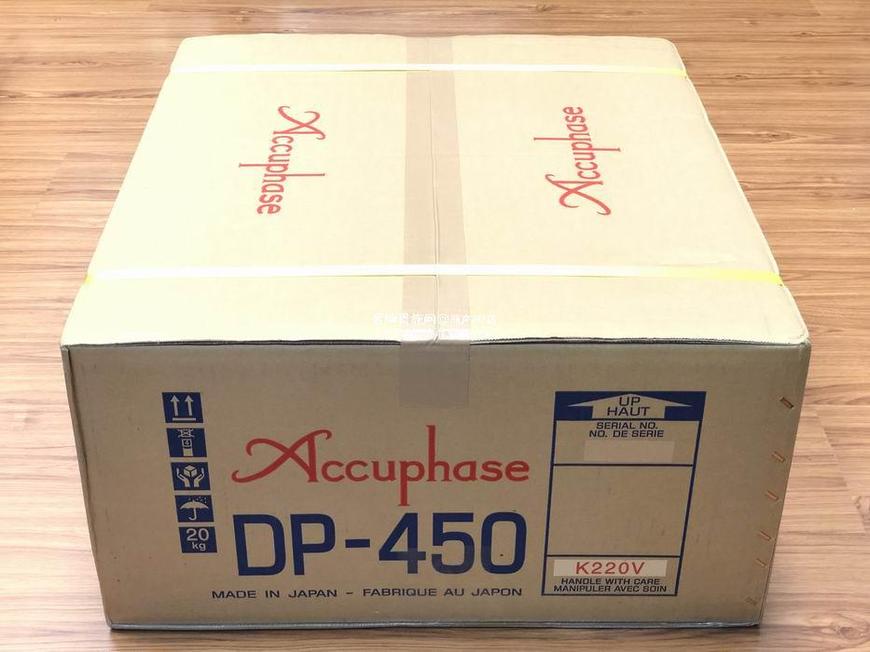 Accuphase
Accuphase
Accuphase
DP-450
MADE IN JAPAN - FABRIQUE AU JAPON
20
kg
UP
HAUT
SERIAL NO.
NO. DE SERIE
K220V
HANDLE WITH CARE
MANIPULER AVEC SOIN